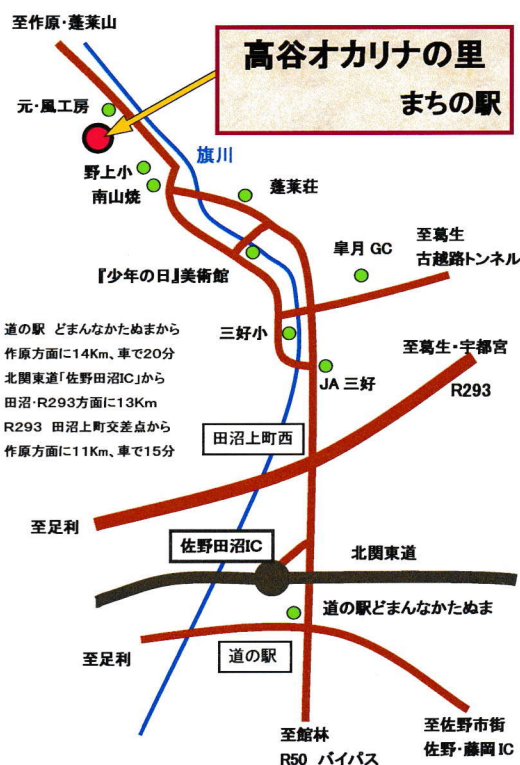 至作原・蓬莱山
高谷オカリナの里
まちの駅
元・風工房
旗川
野上小
南山焼
蓬莱荘
皐月 GC
至葛生
古越路トンネル
『少年の日』美術館
道の駅 どまんなかたぬまから
作原方面に14Km、車で20分
北関東道「佐野田沼IC」から
田沼・R293方面に13Km
R293 田沼上町交差点から
作原方面に11Km、車で15分
三好小
至葛生・宇都宮
JA 三好
R293
田沼上町西
至足利
佐野田沼IC
北関東道
道の駅どまんなかたぬま
至足利
道の駅
至館林
R50 バイパス
至佐野市街
佐野・藤岡 IC